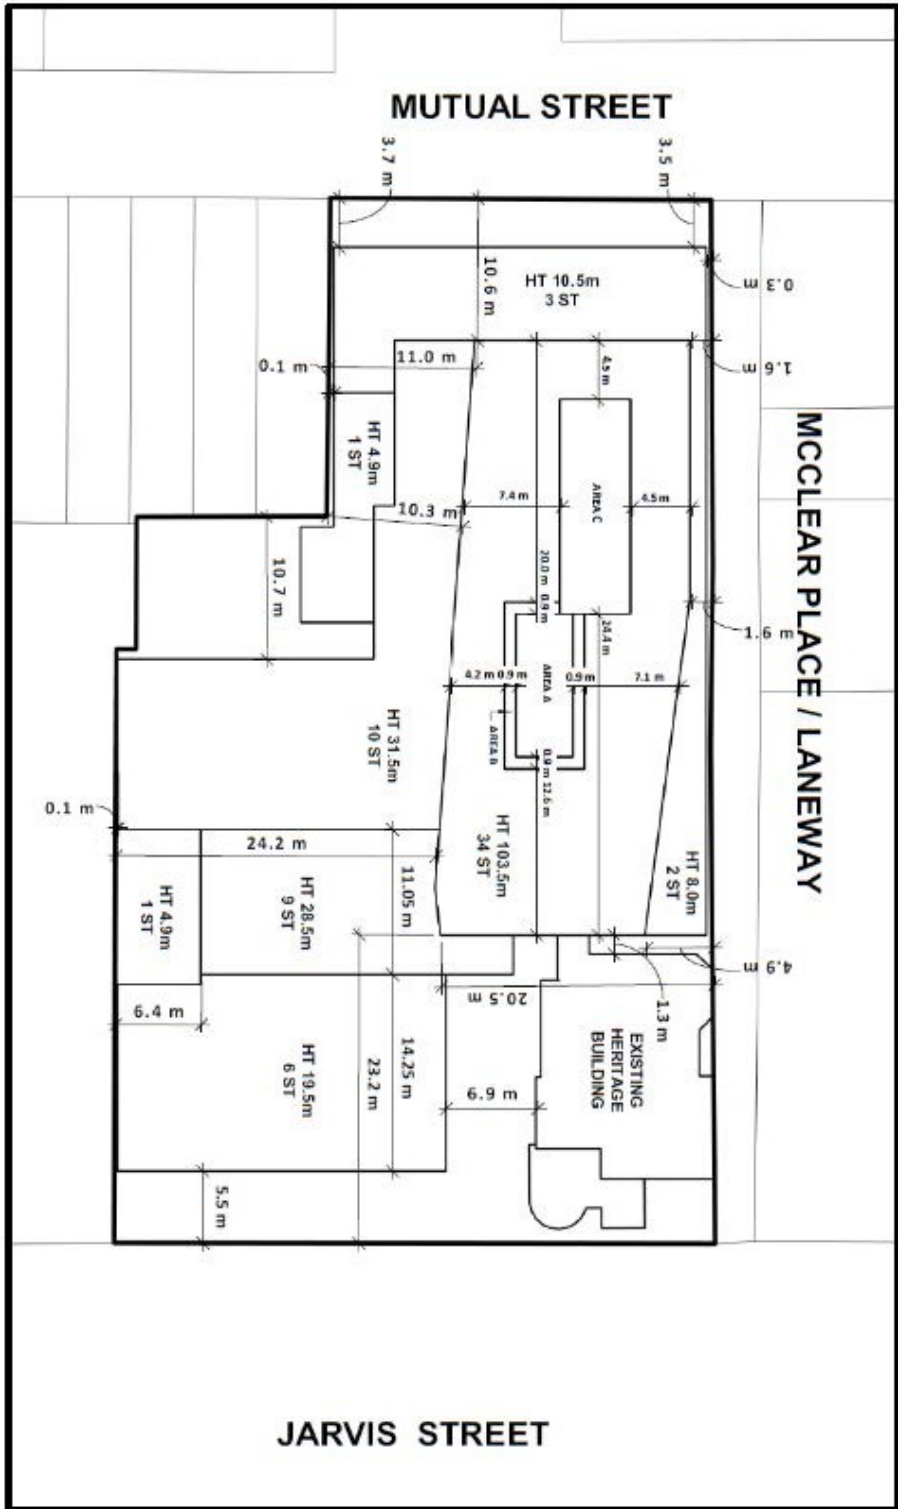 MUTUAL STREET
3.7 m
3.5 m
10.6 m
HT 10.5m
3 ST
0.3 m
0.1 m
11.0 m
4.5 m
1.6 m
HT 4.9m
1 ST
AREA C
7.4 m
4.5 m
10.3 m
MCCLEAR PLACE / LANEWAY
10.7 m
20.0 m
0.9 m
24.4 m
1.6 m
4.2 m
0.9 m
AREA A
0.9 m
7.1 m
AREA B
HT 31.5m
10 ST
0.9 m
12.6 m
0.1 m
24.2 m
HT 103.5m
34 ST
HT 8.0m
2 ST
HT 4.9m
1 ST
HT 28.5m
9 ST
11.05 m
4.9 m
20.5 m
1.3 m
6.4 m
HT 19.5m
6 ST
23.2 m
14.25 m
6.9 m
EXISTING
HERITAGE
BUILDING
5.5 m
JARVIS STREET